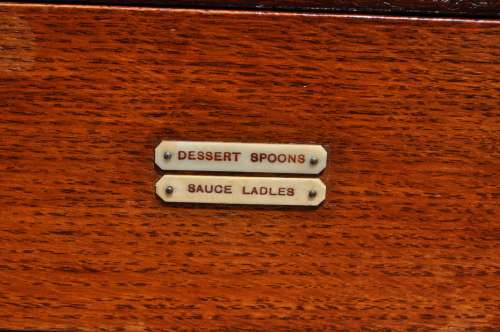 DESSERT SPOONS
SAUCE LADLES